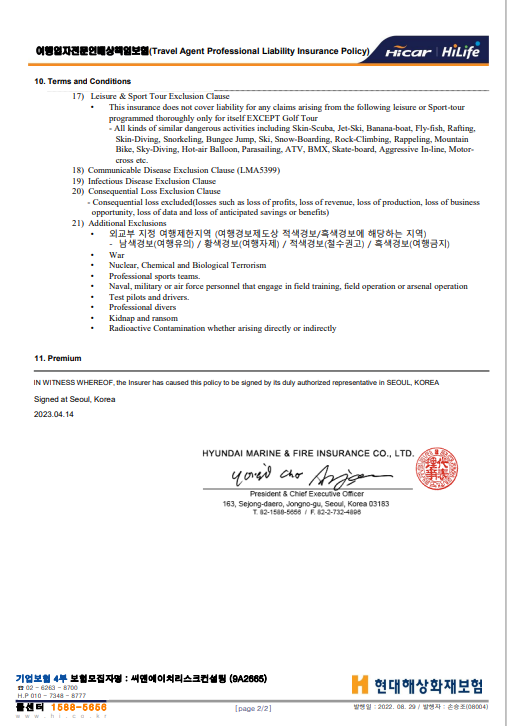 여행업자전문인배상책임보험(Travel Agent Professional Liability Insurance Policy)
Hicar | HiLife
10. Terms and Conditions
17) Leisure & Sport Tour Exclusion Clause
• This insurance does not cover liability for any claims arising from the following leisure or Sport-tour
programmed thoroughly only for itself EXCEPT Golf Tour
- All kinds of similar dangerous activities including Skin-Scuba, Jet-Ski, Banana-boat, Fly-fish, Rafting,
Skin-Diving, Snorkeling, Bungee Jump, Ski, Snow-Boarding, Rock-Climbing, Rappeling, Mountain
Bike, Sky-Diving, Hot-air Balloon, Parasailing, ATV, BMX, Skate-board, Aggressive In-line, Motor-
cross etc.
18) Communicable Disease Exclusion Clause (LMA5399)
19) Infectious Disease Exclusion Clause
20) Consequential Loss Exclusion Clause
- Consequential loss excluded(losses such as loss of profits, loss of revenue, loss of production, loss of business
opportunity, loss of data and loss of anticipated savings or benefits)
21) Additional Exclusions
• 외교부 지정 여행제한지역 (여행경보제도상 적색경보/흑색경보에 해당하는 지역)
- 남색경보(여행유의) / 황색경보(여행자제) / 적색경보(철수권고) / 흑색경보(여행금지)
• War
• Nuclear, Chemical and Biological Terrorism
• Professional sports teams.
• Naval, military or air force personnel that engage in field training, field operation or arsenal operation
• Test pilots and drivers.
• Professional divers
• Kidnap and ransom
• Radioactive Contamination whether arising directly or indirectly
11. Premium
IN WITNESS WHEREOF, the Insurer has caused this policy to be signed by its duly authorized representative in SEOUL, KOREA
Signed at Seoul, Korea
2023.04.14
HYUNDAI MARINE & FIRE INSURANCE CO., LTD.
President & Chief Executive Officer
163, Sejong-daero, Jongno-gu, Seoul, Korea 03183
T. 82-1588-5656 / F. 82-2-732-4896
기업보험 4부 보험모집자명 : 씨앤에이치리스크컨설팅 (9A2665)
☎ 02 - 6263 - 8700
H.P 010 - 7348 - 8777
콜센터 1588-5656
www.hi.co.kr
[page 2/2]
현대해상화재보험
발행일 : 2022. 08. 29 / 발행자 : 손승조(08004)